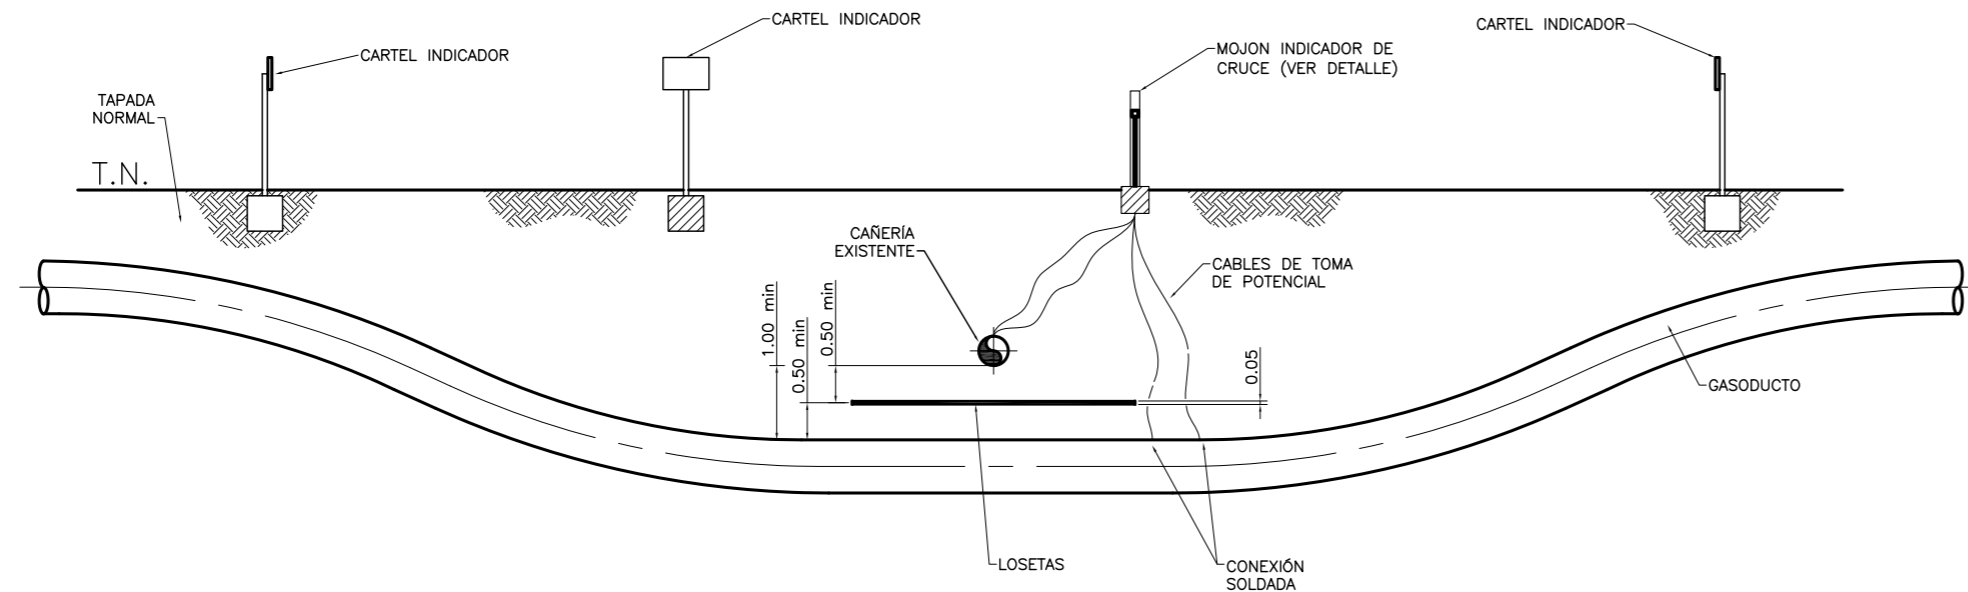 CARTEL INDICADOR
CARTEL INDICADOR
CARTEL INDICADOR
MOJON INDICADOR DE
CRUCE (VER DETALLE)
TAPADA
NORMAL
T.N.
CAÑERÍA
EXISTENTE
CABLES DE TOMA
DE POTENCIAL
1.00 min
0.50 min
0.50 min
0.05
GASODUCTO
LOSETAS
CONEXIÓN
SOLDADA